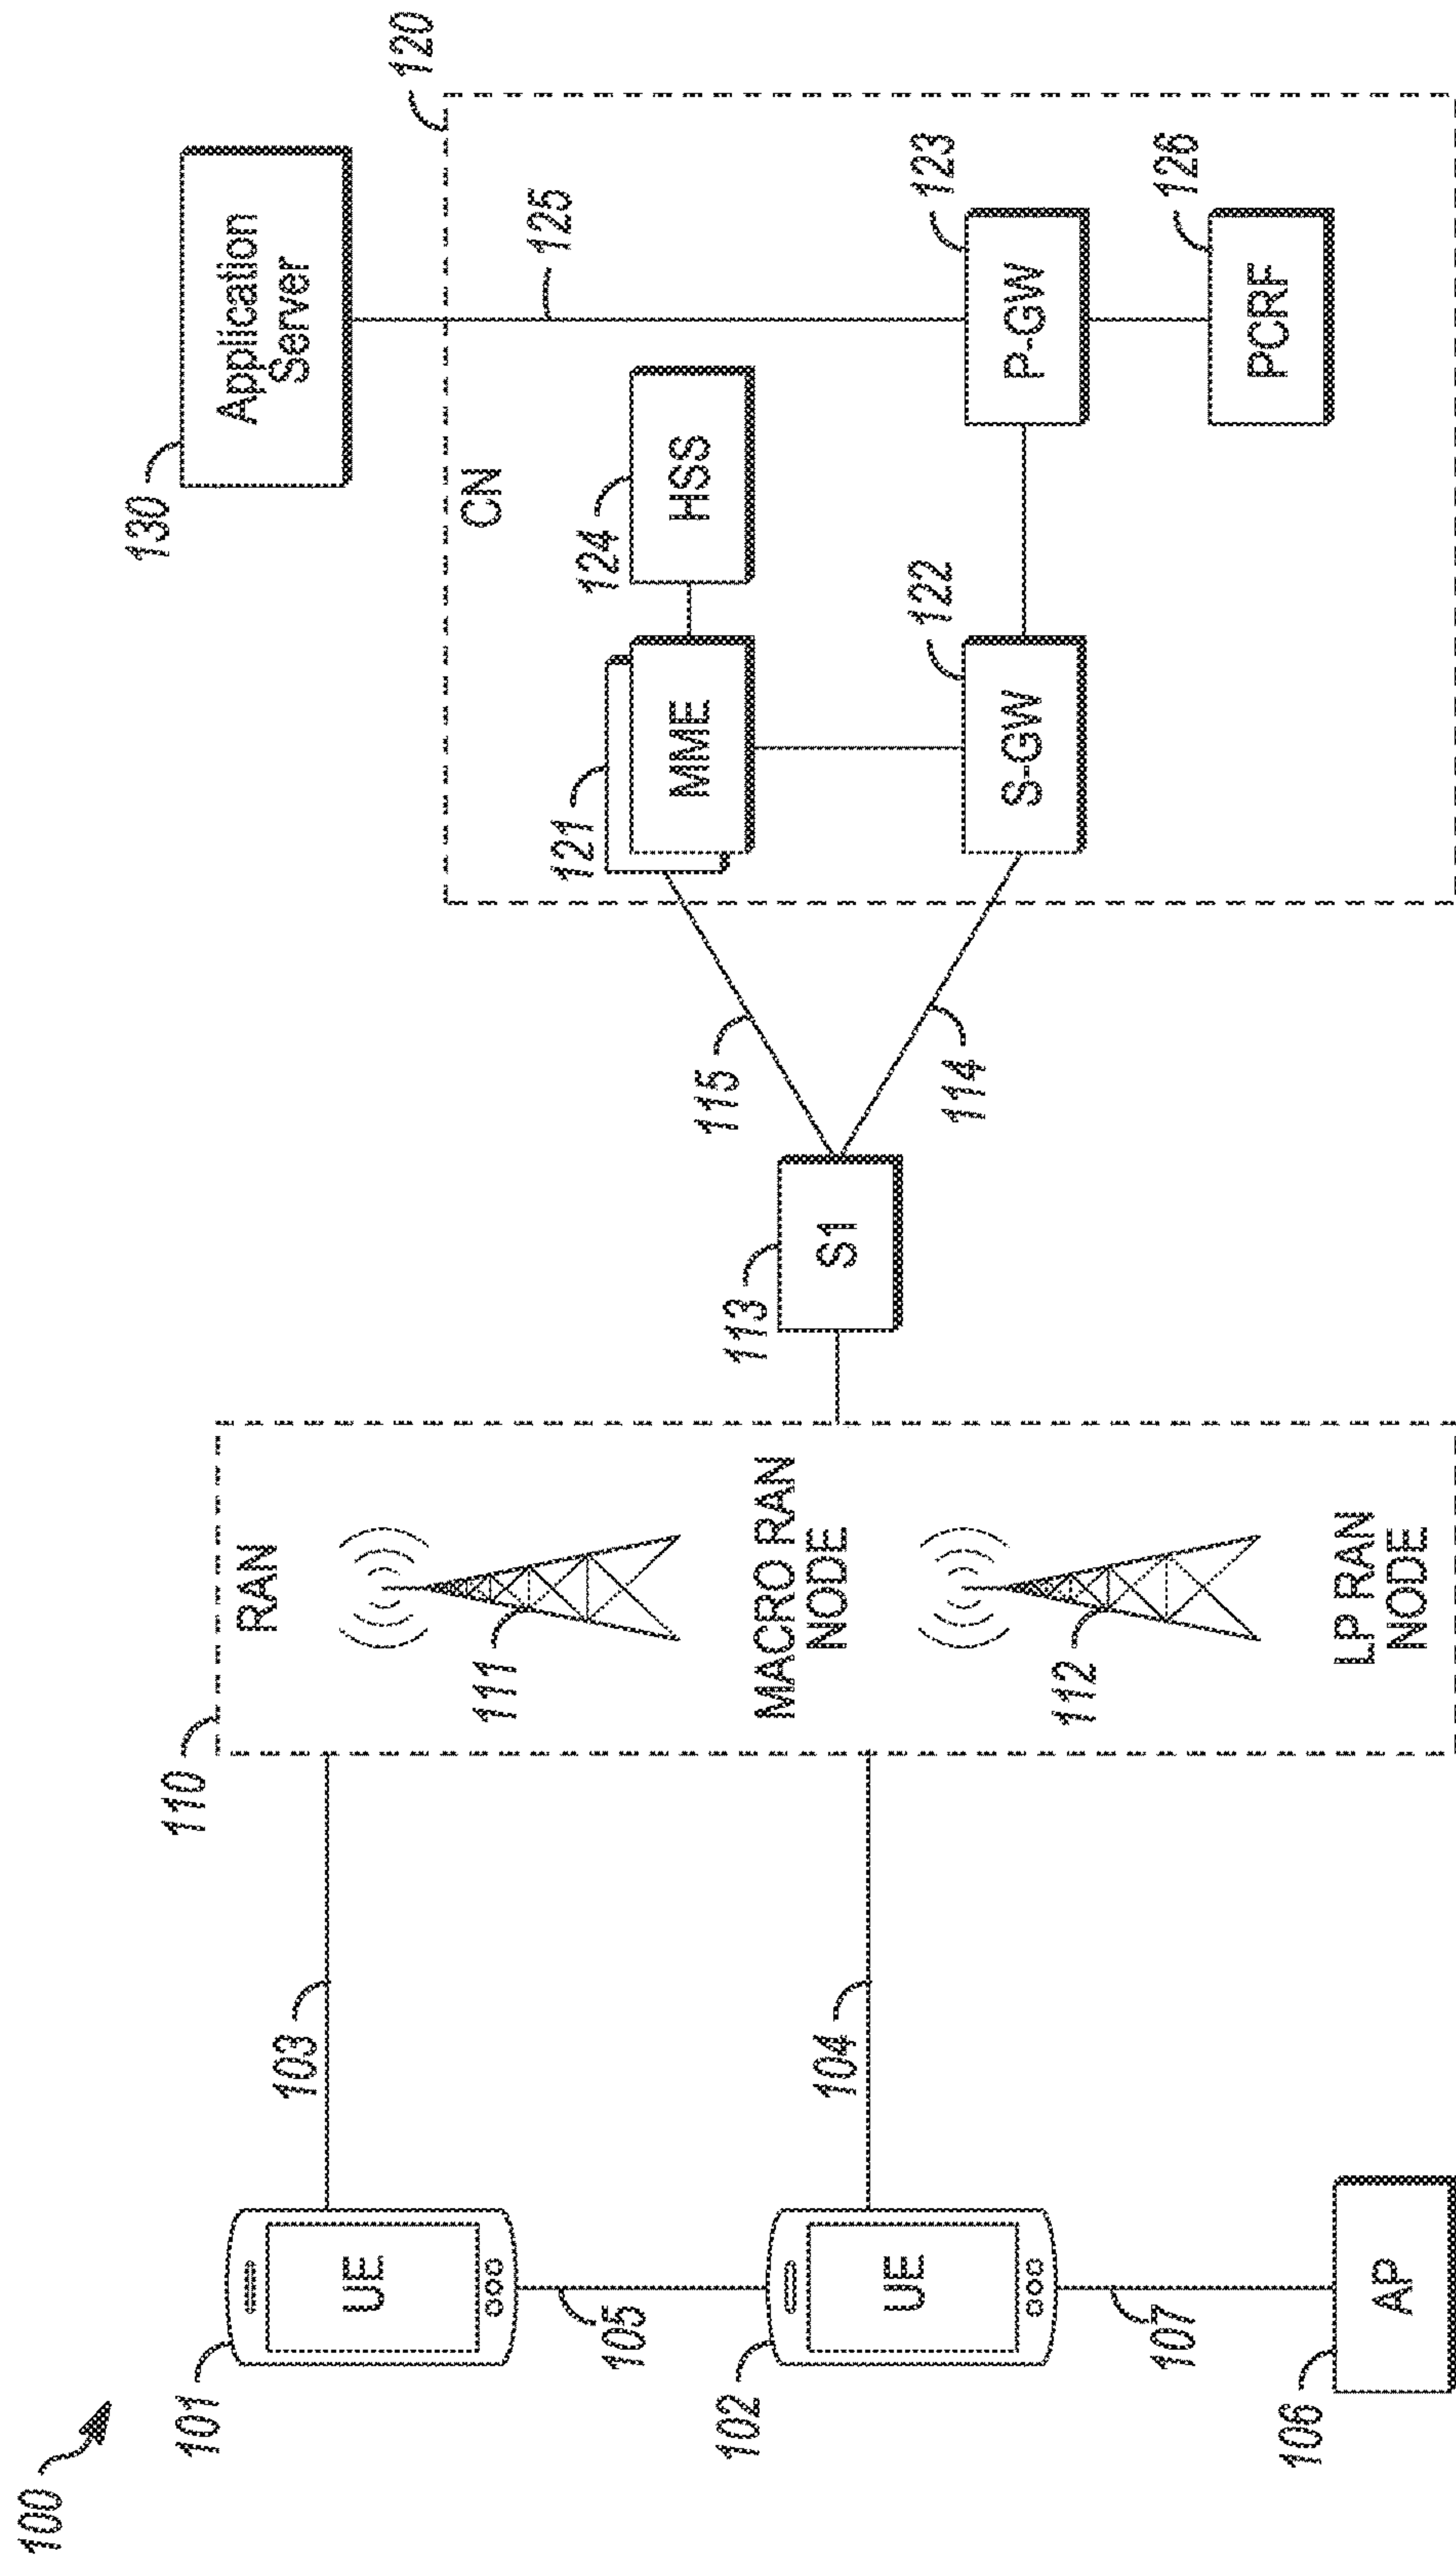 100
101
UE
105
102
UE
107
106
AP
103
104
110
RAN
111
MACRO RAN
NODE
112
LP RAN
NODE
113
S1
115
114
120
CN
121
MME
124
HSS
122
S-GW
123
P-GW
126
PCRF
125
130
Application
Server